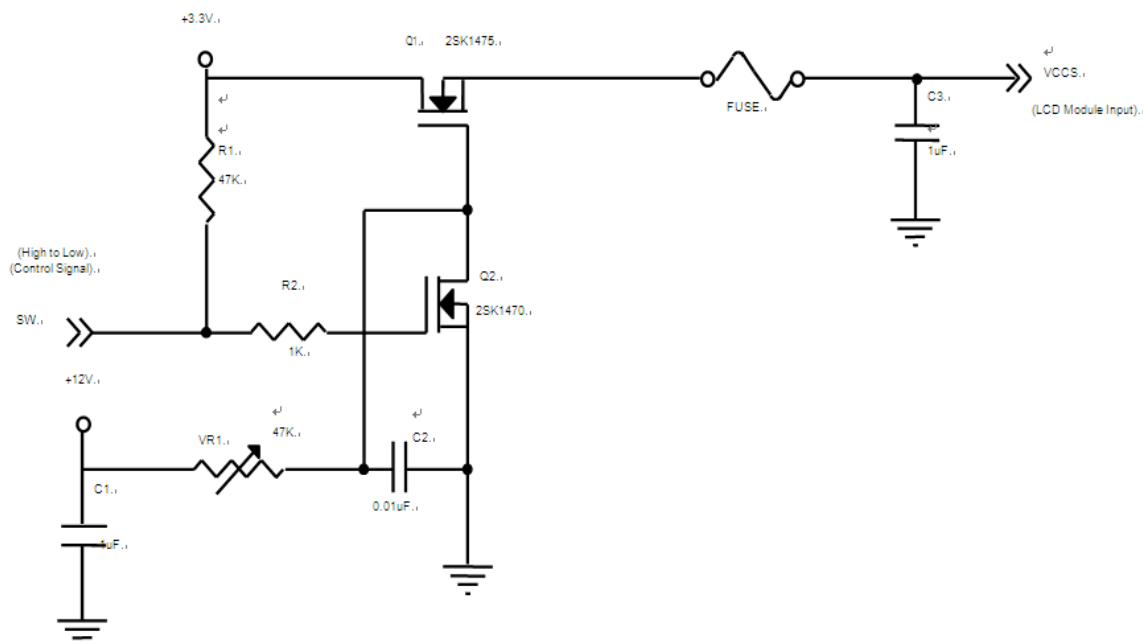 +3.3V.↓
Q1.↓ 2SK1475.↓
↵
VCCS.↓
FUSE.↓
C3.↓
(LCD Module Input).↓
↵
↵
↵
R1.↓
1uF.↓
47K.↓
(High to Low).↓
(Control Signal).↓
Q2.↓
R2.↓
2SK1470.↓
SW.↓
1K.↓
+12V.↓
↵
↵
VR1.↓
47K.↓
C2.↓
C1.↓
0.01uF.↓
1uF.↓